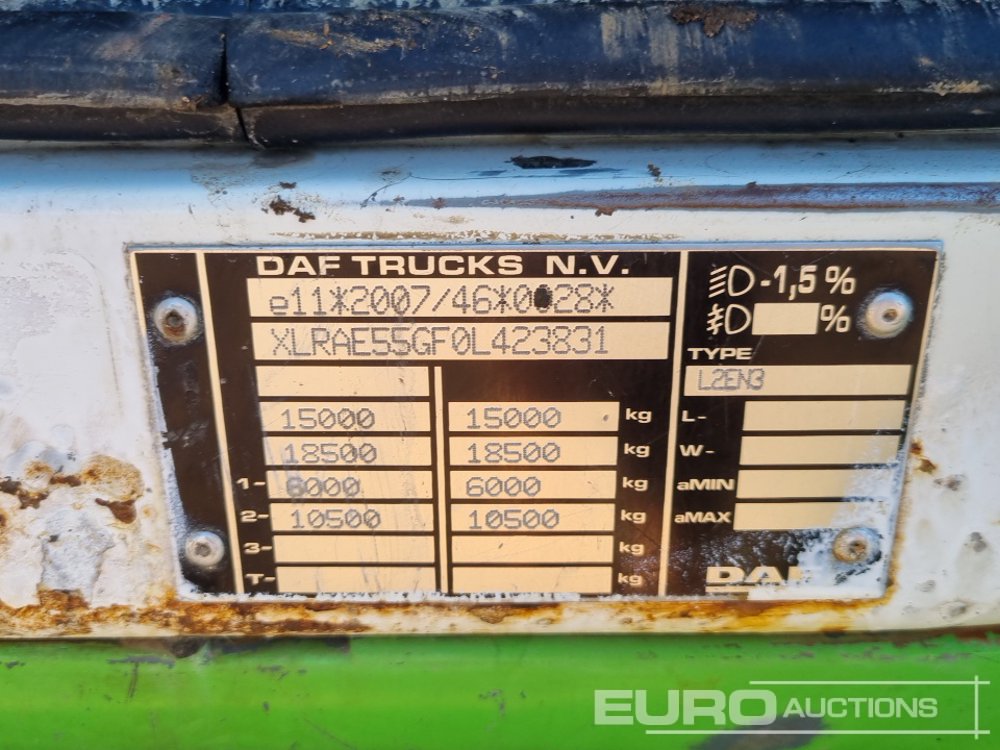 DAF TRUCKS N.V.
e11*2007/46*0028*
XLRAE55GF0L423831
15000 15000 kg
18500 18500 kg
1- 6000 6000 kg
2- 10500 10500 kg
3- kg
T- kg
-1,5 %
%
TYPE
L2EN3
L-
W-
aMIN
aMAX
DAF
EURO AUCTIONS